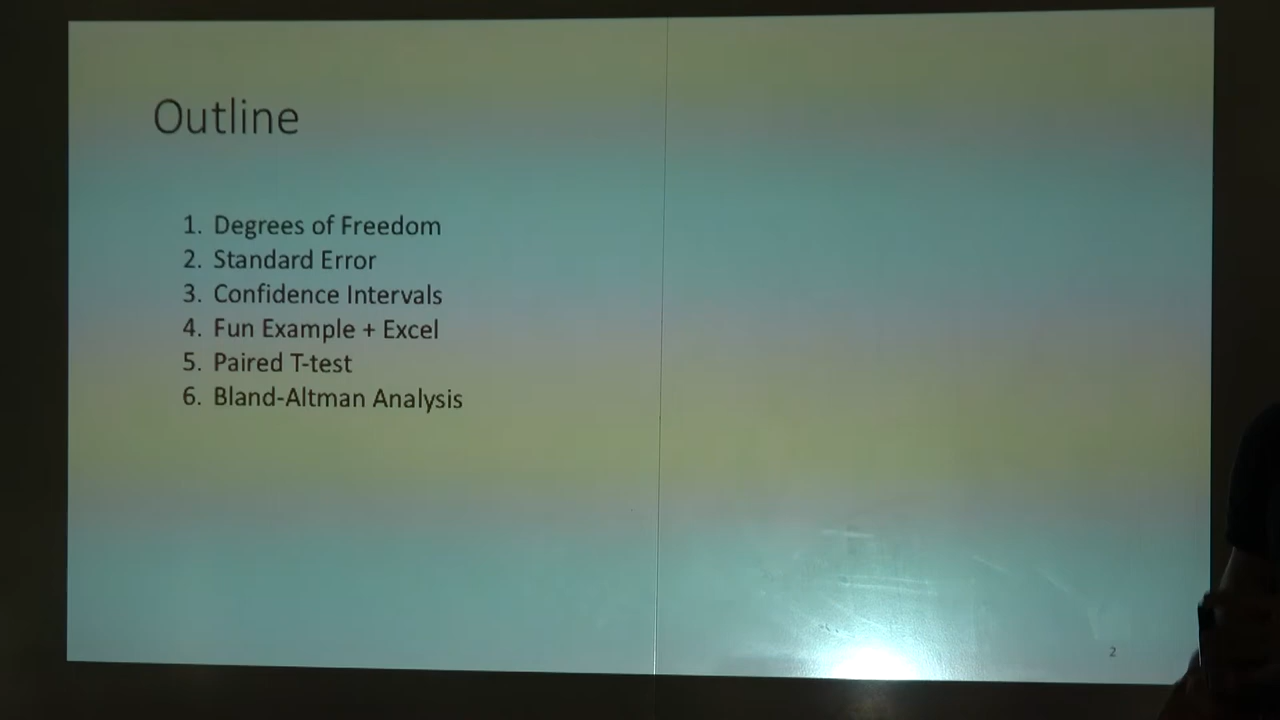 Outline
1. Degrees of Freedom
2. Standard Error
3. Confidence Intervals
4. Fun Example + Excel
5. Paired T-test
6. Bland-Altman Analysis
2